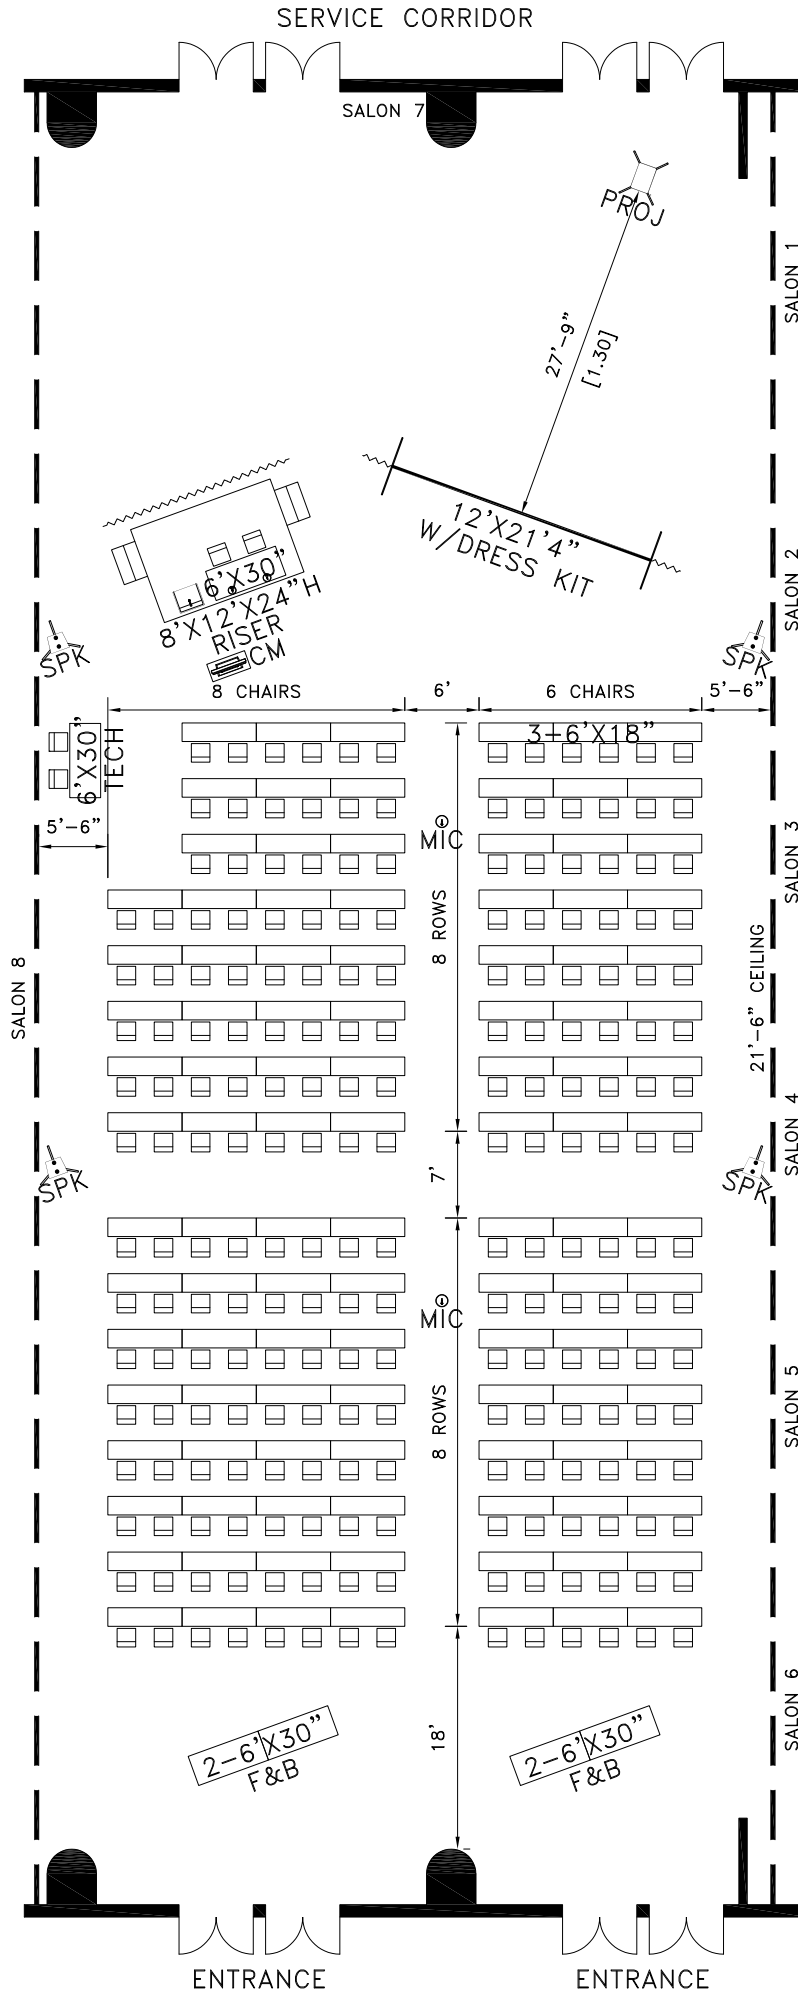 SERVICE CORRIDOR
SALON 7
PROJ
SALON 1
27'-9"
[1.30]
12'X21'4"
W/DRESS KIT
6'X30"
8'X12'X24"H
RISER
CM
SALON 2
SPK
SPK
8 CHAIRS
6'
6 CHAIRS
5'-6"
3-6'X18"
6'X30"
TECH
5'-6"
MIC
SALON 3
8 ROWS
SALON 8
21'-6" CEILING
SALON 4
SPK
7'
SPK
MIC
SALON 5
8 ROWS
SALON 6
18'
2-6'X30"
F&B
2-6'X30"
F&B
ENTRANCE
ENTRANCE